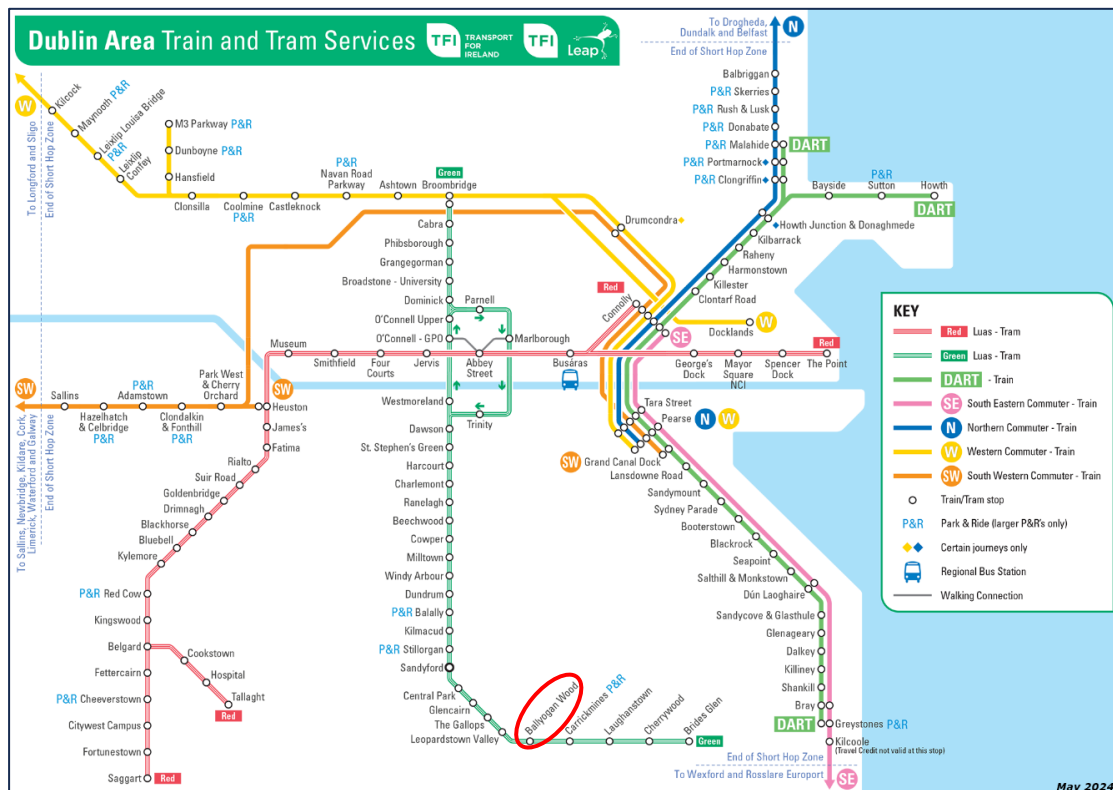 Dublin Area Train and Tram Services
TFI
TRANSPORT
FOR
IRELAND
TFI
Leap
To Drogheda,
Dundalk and Belfast
N
End of Short Hop Zone
W
To Longford and Sligo
End of Short Hop Zone
Kilcock
Maynooth P&R
Leixlip Louisa Bridge
P&R
Leixlip
Confey
M3 Parkway P&R
Dunboyne P&R
Hansfield
Clonsilla
Coolmine
P&R
Castleknock
P&R
Navan Road
Parkway
Ashtown
Green
Broombridge
Drumcondra
Balbriggan
P&R Skerries
P&R Rush & Lusk
P&R Donabate
P&R Malahide
DART
P&R Portmarnock
P&R Clongriffin
Bayside
P&R
Sutton
Howth
DART
Howth Junction & Donaghmede
Kilbarrack
Raheny
Harmonstown
Killester
Clontarf Road
Cabra
Phibsborough
Grangegorman
Broadstone - University
Dominick
Parnell
O'Connell Upper
O'Connell - GPO
Marlborough
Red
Connolly
SE
Docklands
W
Museum
Smithfield
Four
Courts
Jervis
Abbey
Street
Busáras
George's
Dock
Mayor
Square
NCI
Spencer
Dock
The Point
Red
SW
Sallins
Hazelhatch
& Celbridge
P&R
P&R
Adamstown
Clondalkin
& Fonthill
P&R
Park West
& Cherry
Orchard
SW
Heuston
James's
Fatima
Rialto
Suir Road
Goldenbridge
Drimnagh
Blackhorse
Bluebell
Kylemore
P&R Red Cow
Kingswood
Belgard
Cookstown
Hospital
Tallaght
Red
Fettercairn
P&R Cheeverstown
Citywest Campus
Fortunestown
Saggart
Red
To Sallins, Newbridge, Kildare, Cork,
Limerick, Waterford and Galway
End of Short Hop Zone
Westmoreland
Trinity
Dawson
St. Stephen's Green
Harcourt
Charlemont
Ranelagh
Beechwood
Cowper
Milltown
Windy Arbour
Dundrum
P&R Balally
Kilmacud
P&R Stillorgan
Sandyford
Central Park
Glencairn
The Gallops
Leopardstown Valley
Ballyogan Wood
Carrickmines P&R
Laughanstown
Cherrywood
Brides Glen
Green
Tara Street
Pearse
N
W
SW
Grand Canal Dock
Lansdowne Road
Sandymount
Sydney Parade
Booterstown
Blackrock
Seapoint
Salthill & Monkstown
Dún Laoghaire
Sandycove & Glasthule
Glenageary
Dalkey
Killiney
Shankill
Bray
DART
Greystones P&R
Kilcoole
(Travel Credit not valid at this stop)
End of Short Hop Zone
To Wexford and Rosslare Europort
SE
KEY
Red Luas - Tram
Green Luas - Tram
DART - Train
SE South Eastern Commuter - Train
N Northern Commuter - Train
W Western Commuter - Train
SW South Western Commuter - Train
Train/Tram stop
P&R Park & Ride (larger P&R's only)
Certain journeys only
Regional Bus Station
Walking Connection
May 2024